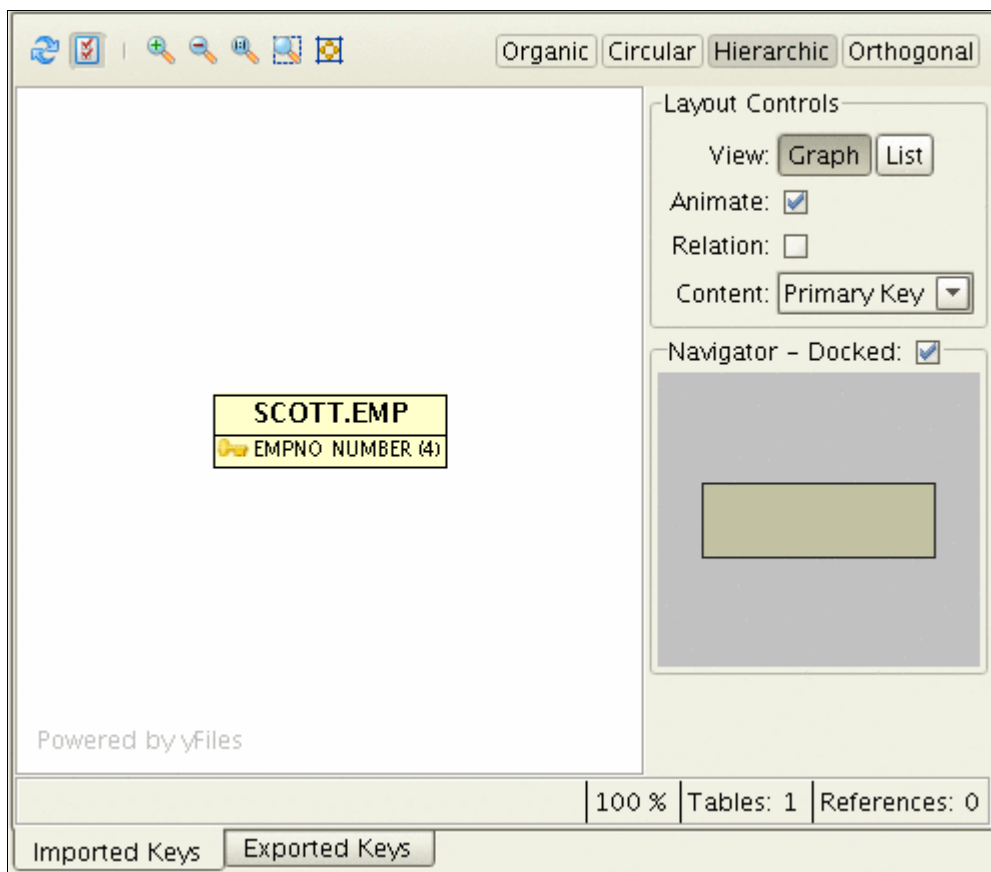 Organic Circular Hierarchic Orthogonal
Layout Controls
View: Graph List
Animate:
Relation:
Content: Primary Key
Navigator – Docked:
SCOTT.EMP
EMPNO NUMBER (4)
Powered by yFiles
100 % Tables: 1 References: 0
Imported Keys Exported Keys